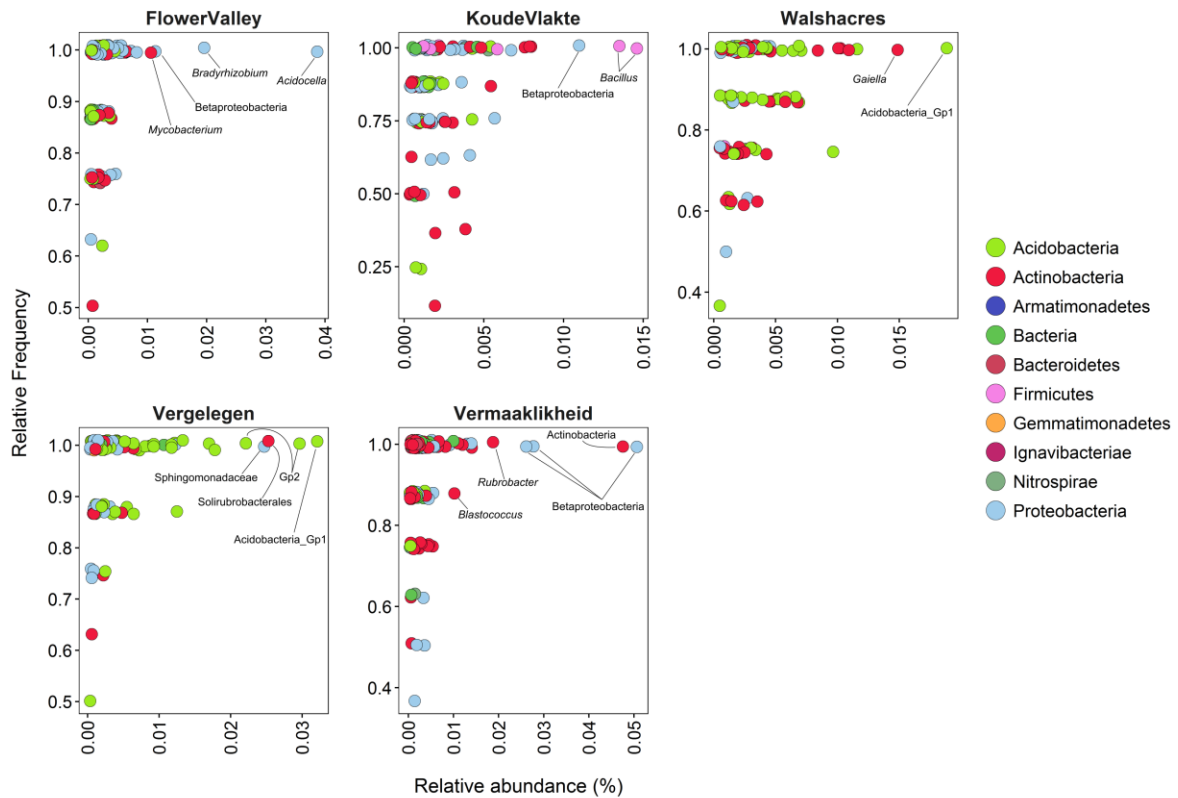 FlowerValley
KoudeVlakte
Walshacres
1.0
0.9
0.8
0.7
0.6
0.5
Bradyrhizobium
Acidocella
Betaproteobacteria
Mycobacterium
0.00
0.01
0.02
0.03
0.04
1.00
0.75
0.50
0.25
Betaproteobacteria
Bacillus
0.000
0.005
0.010
0.015
1.0
0.8
0.6
0.4
Gaiella
Acidobacteria_Gp1
0.000
0.005
0.010
0.015
Relative Frequency
Vergelegen
Vermaaklikheid
1.0
0.9
0.8
0.7
0.6
0.5
Sphingomonadaceae
Gp2
Solirubrobacterales
Acidobacteria_Gp1
0.00
0.01
0.02
0.03
1.0
0.8
0.6
0.4
Actinobacteria
Rubrobacter
Betaproteobacteria
Blastococcus
0.00
0.01
0.02
0.03
0.04
0.05
Relative abundance (%)
Acidobacteria
Actinobacteria
Armatimonadetes
Bacteria
Bacteroidetes
Firmicutes
Gemmatimonadetes
Ignavibacteriae
Nitrospirae
Proteobacteria